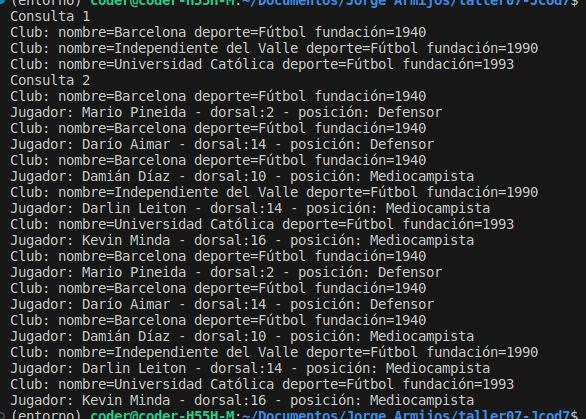 (entorno) coder@coder-H55H-M:~/Documentos/Jorge Armijos/taller07-Jcod7$
Consulta 1
Club: nombre=Barcelona deporte=Fútbol fundación=1940
Club: nombre=Independiente del Valle deporte=Fútbol fundación=1990
Club: nombre=Universidad Católica deporte=Fútbol fundación=1993
Consulta 2
Club: nombre=Barcelona deporte=Fútbol fundación=1940
Jugador: Mario Pineida - dorsal:2 - posición: Defensor
Club: nombre=Barcelona deporte=Fútbol fundación=1940
Jugador: Darío Aimar - dorsal:14 - posición: Defensor
Club: nombre=Barcelona deporte=Fútbol fundación=1940
Jugador: Damián Díaz - dorsal:10 - posición: Mediocampista
Club: nombre=Independiente del Valle deporte=Fútbol fundación=1990
Jugador: Darlin Leiton - dorsal:14 - posición: Mediocampista
Club: nombre=Universidad Católica deporte=Fútbol fundación=1993
Jugador: Kevin Minda - dorsal:16 - posición: Mediocampista
Club: nombre=Barcelona deporte=Fútbol fundación=1940
Jugador: Mario Pineida - dorsal:2 - posición: Defensor
Club: nombre=Barcelona deporte=Fútbol fundación=1940
Jugador: Darío Aimar - dorsal:14 - posición: Defensor
Club: nombre=Barcelona deporte=Fútbol fundación=1940
Jugador: Damián Díaz - dorsal:10 - posición: Mediocampista
Club: nombre=Independiente del Valle deporte=Fútbol fundación=1990
Jugador: Darlin Leiton - dorsal:14 - posición: Mediocampista
Club: nombre=Universidad Católica deporte=Fútbol fundación=1993
Jugador: Kevin Minda - dorsal:16 - posición: Mediocampista
(entorno) coder@coder-H55H-M:~/Documentos/Jorge Armijos/taller07-Jcod7$